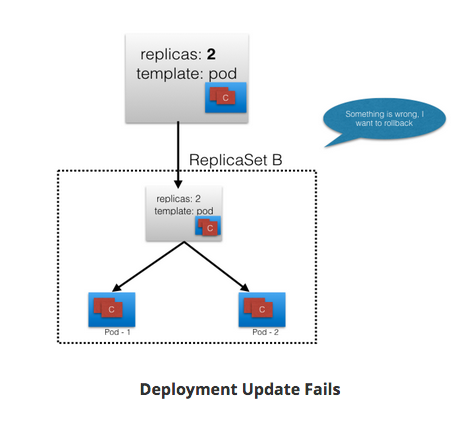 replicas: 2
template: pod
C
Something is wrong, I
want to rollback
ReplicaSet B
replicas: 2
template: pod
C
C
C
Pod - 1
Pod - 2
Deployment Update Fails